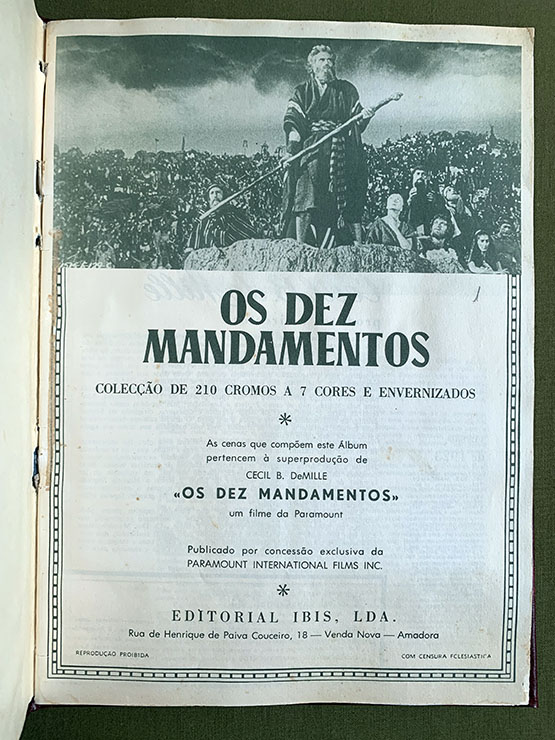 1
OS DEZ
MANDAMENTOS
COLECÇÃO DE 210 CROMOS A 7 CORES E ENVERNIZADOS
*
As cenas que compõem este Álbum
pertencem à superprodução de
CECIL B. DeMILLE
«OS DEZ MANDAMENTOS»
um filme da Paramount
Publicado por concessão exclusiva da
PARAMOUNT INTERNATIONAL FILMS INC.
*
EDITORIAL IBIS, LDA.
Rua de Henrique de Paiva Couceiro, 18 — Venda Nova — Amadora
REPRODUÇÃO PROIBIDA
COM CENSURA ECLESIASTICA